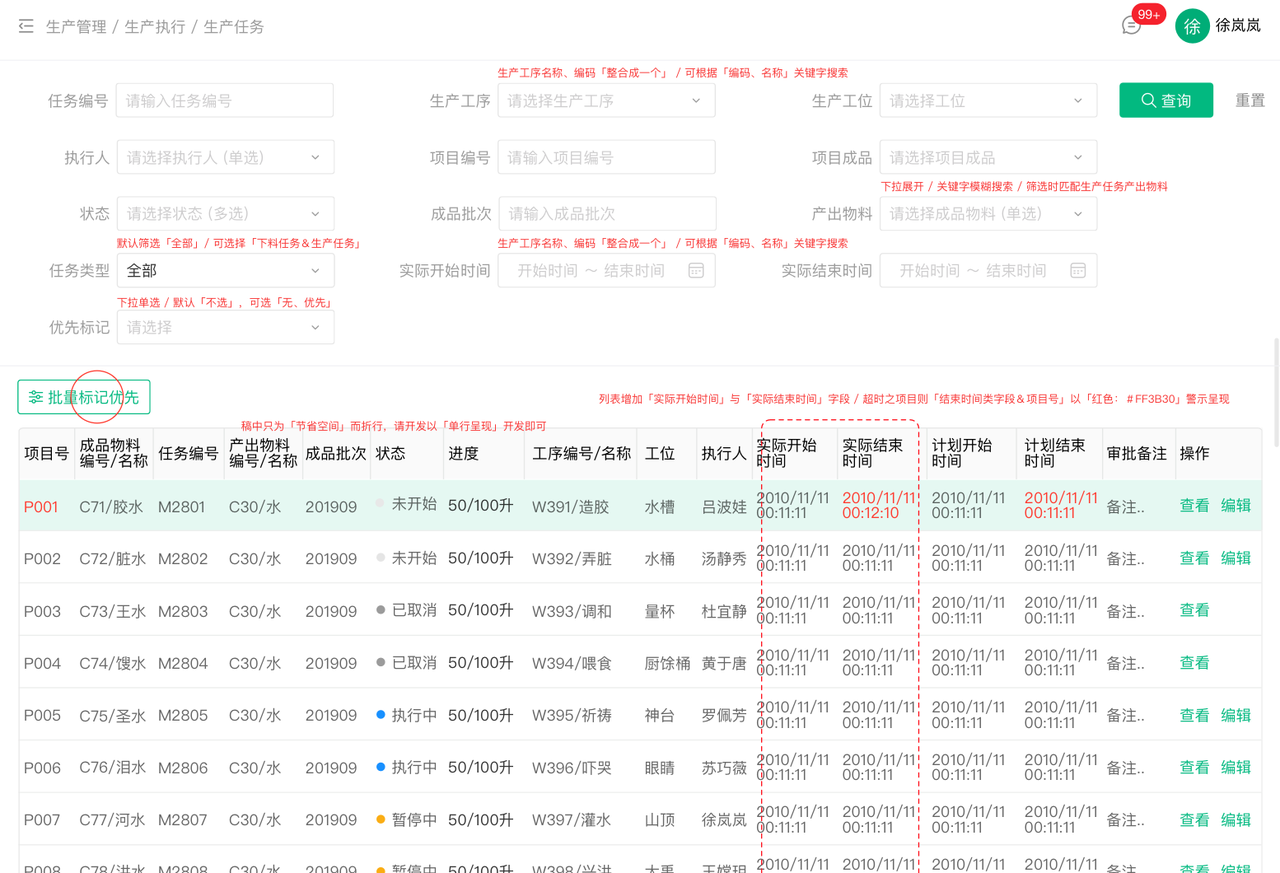 生产管理 / 生产执行 / 生产任务
99+
徐
徐岚岚
生产工序名称、编码「整合成一个」 / 可根据「编码、名称」关键字搜索
任务编号 请输入任务编号 生产工序 请选择生产工序 生产工位 请选择工位 查询 重置
执行人 请选择执行人 (单选) 项目编号 请输入项目编号 项目成品 请选择项目成品
下拉展开 / 关键字模糊搜索 / 筛选时匹配生产任务产出物料
状态 请选择状态 (多选) 成品批次 请输入成品批次 产出物料 请选择成品物料 (单选)
默认筛选「全部」/ 可选择「下料任务＆生产任务」 生产工序名称、编码「整合成一个」 / 可根据「编码、名称」关键字搜索
任务类型 全部 实际开始时间 开始时间 ～ 结束时间 实际结束时间 开始时间 ～ 结束时间
下拉单选 / 默认「不选」, 可选「无、优先」
优先标记 请选择
批量标记优先
列表增加「实际开始时间」与「实际结束时间」字段 / 超时之项目则「结束时间类字段＆项目号」以「红色: ＃FF3B30」警示呈现
稿中只为「节省空间」而折行, 请开发以「单行呈现」开发即可
项目号 成品物料编号/名称 任务编号 产出物料编号/名称 成品批次 状态 进度 工序编号/名称 工位 执行人 实际开始时间 实际结束时间 计划开始时间 计划结束时间 审批备注 操作
P001 C71/胶水 M2801 C30/水 201909 未开始 50/100升 W391/造胶 水槽 吕波娃 2010/11/11 00:11:11 2010/11/11 00:12:10 2010/11/11 00:11:11 2010/11/11 00:11:11 备注.. 查看 编辑
P002 C72/脏水 M2802 C30/水 201909 未开始 50/100升 W392/弄脏 水桶 汤静秀 2010/11/11 00:11:11 2010/11/11 00:11:11 2010/11/11 00:11:11 2010/11/11 00:11:11 备注.. 查看 编辑
P003 C73/王水 M2803 C30/水 201909 已取消 50/100升 W393/调和 量杯 杜宜静 2010/11/11 00:11:11 2010/11/11 00:11:11 2010/11/11 00:11:11 2010/11/11 00:11:11 备注.. 查看
P004 C74/馊水 M2804 C30/水 201909 已取消 50/100升 W394/喂食 厨馀桶 黄于唐 2010/11/11 00:11:11 2010/11/11 00:11:11 2010/11/11 00:11:11 2010/11/11 00:11:11 备注.. 查看
P005 C75/圣水 M2805 C30/水 201909 执行中 50/100升 W395/祈祷 神台 罗佩芳 2010/11/11 00:11:11 2010/11/11 00:11:11 2010/11/11 00:11:11 2010/11/11 00:11:11 备注.. 查看 编辑
P006 C76/泪水 M2806 C30/水 201909 执行中 50/100升 W396/吓哭 眼睛 苏巧薇 2010/11/11 00:11:11 2010/11/11 00:11:11 2010/11/11 00:11:11 2010/11/11 00:11:11 备注.. 查看 编辑
P007 C77/河水 M2807 C30/水 201909 暂停中 50/100升 W397/灌水 山顶 徐岚岚 2010/11/11 00:11:11 2010/11/11 00:11:11 2010/11/11 00:11:11 2010/11/11 00:11:11 备注.. 查看 编辑
P008 C78/洪水 M2808 C30/水 201909 暂停中 50/100升 W398/兴洪 大禹 2010/11/11 2010/11/11 2010/11/11 2010/11/11 备注.. 查看 编辑